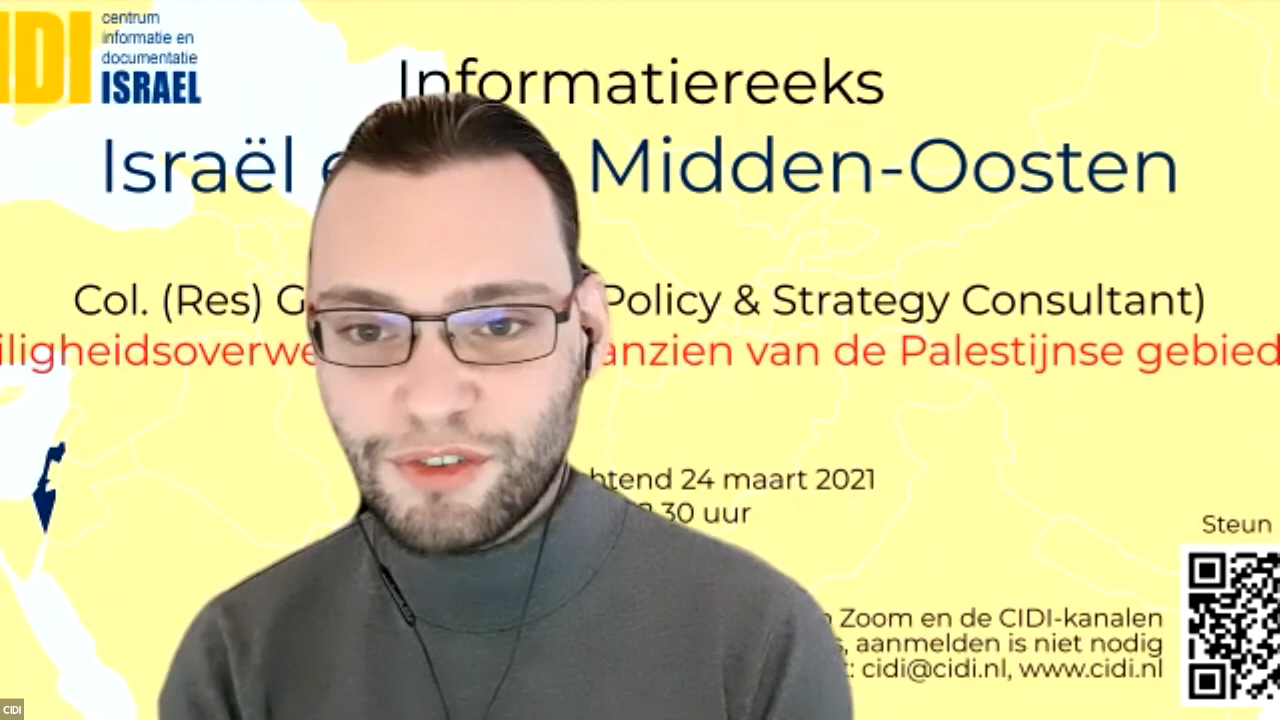 IDI
centrum
informatie en
documentatie
ISRAEL
Informatiereeks
Israël Midden-Oosten
Col. (Res) G Policy & Strategy Consultant)
iligheidsoverwe anzien van de Palestijnse gebied
htend 24 maart 2021
30 uur
Steun
Zoom en de CIDI-kanalen
, aanmelden is niet nodig
: cidi@cidi.nl, www.cidi.nl
CIDI